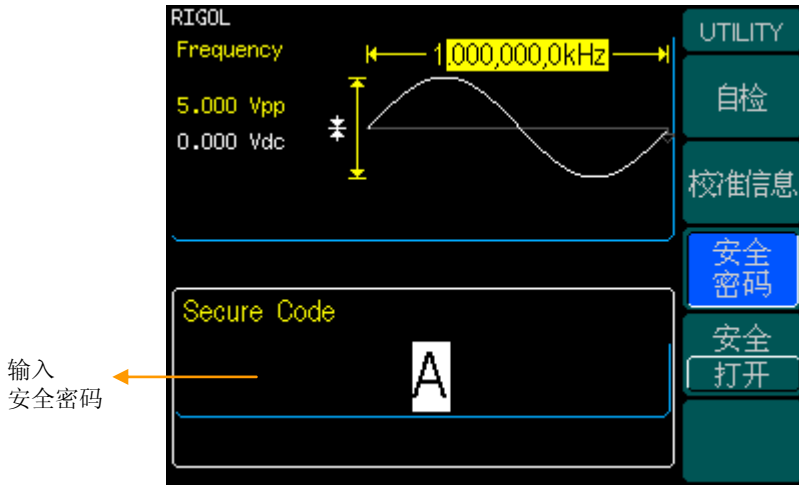 RIGOL
Frequency
1.000,000,0kHz
5.000 Vpp
0.000 Vdc
Secure Code
A
输入
安全密码
UTILITY
自检
校准信息
安全
密码
安全
打开